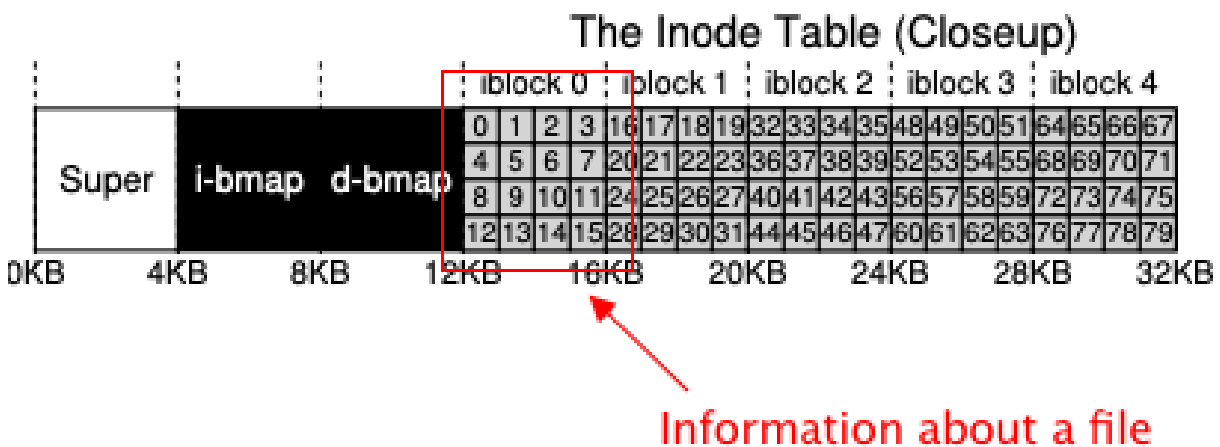 The Inode Table (Closeup)
iblock 0 iblock 1 iblock 2 iblock 3 iblock 4
0 1 2 3 16 17 18 19 32 33 34 35 48 49 50 51 64 65 66 67
4 5 6 7 20 21 22 23 36 37 38 39 52 53 54 55 68 69 70 71
Super i-bmap d-bmap
8 9 10 11 24 25 26 27 40 41 42 43 56 57 58 59 72 73 74 75
12 13 14 15 28 29 30 31 44 45 46 47 60 61 62 63 76 77 78 79
0KB 4KB 8KB 12KB 16KB 20KB 24KB 28KB 32KB
Information about a file